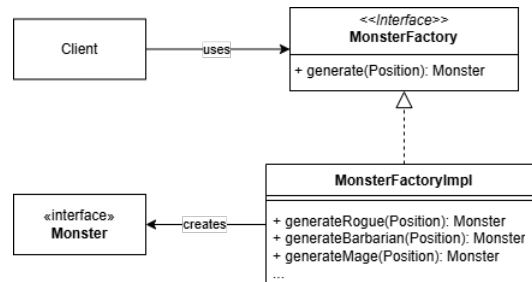 <<Interface>>
MonsterFactory
Client
uses
+ generate(Position): Monster
MonsterFactoryImpl
«interface»
Monster
creates
+ generateRogue(Position): Monster
+ generateBarbarian(Position): Monster
+ generateMage(Position): Monster
...